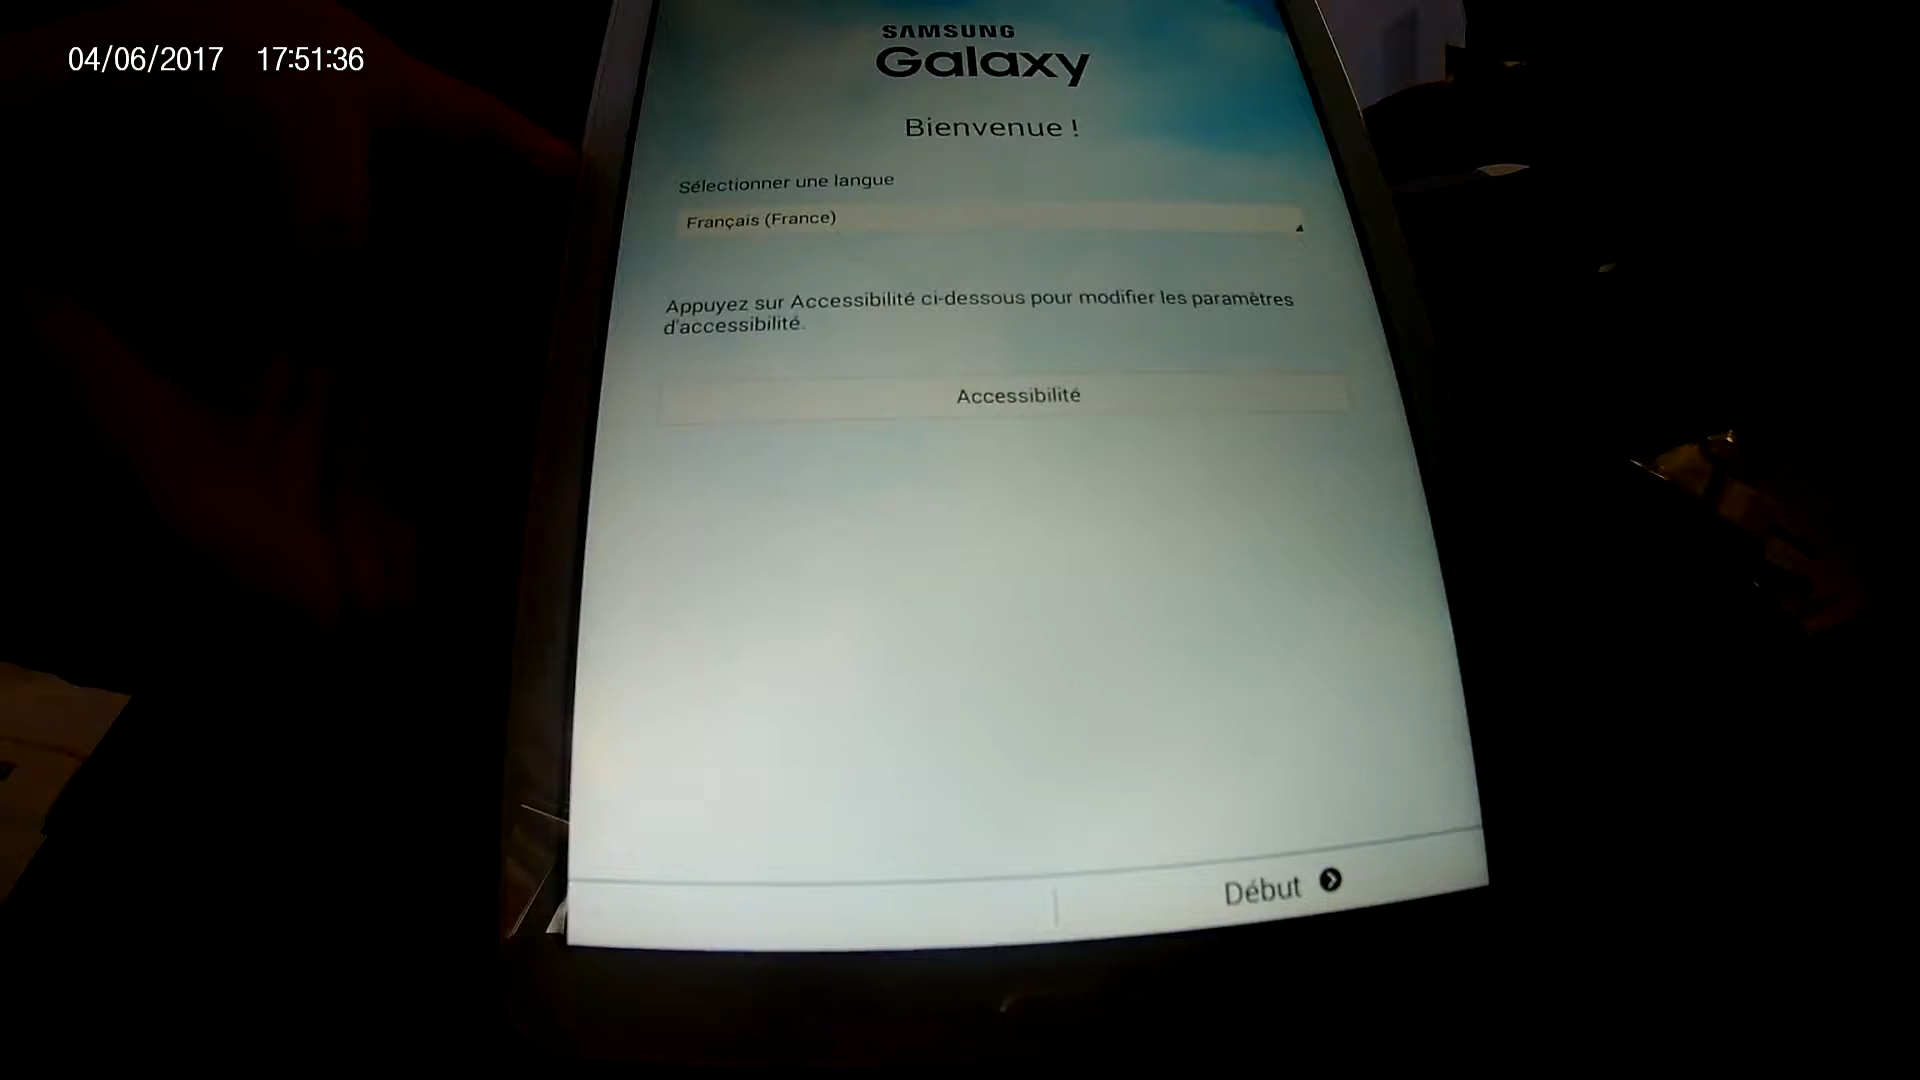 04/06/2017 17:51:36
SAMSUNG
Galaxy
Bienvenue !
Sélectionner une langue
Français (France)
Appuyez sur Accessibilité ci-dessous pour modifier les paramètres
d'accessibilité.
Accessibilité
Début